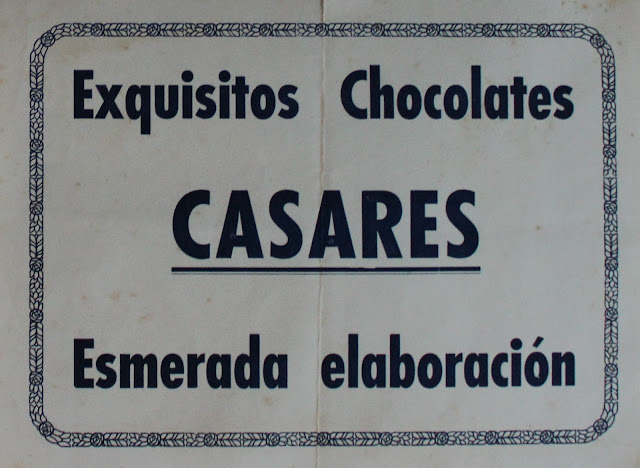 Exquisitos Chocolates
CASARES
Esmerada elaboración